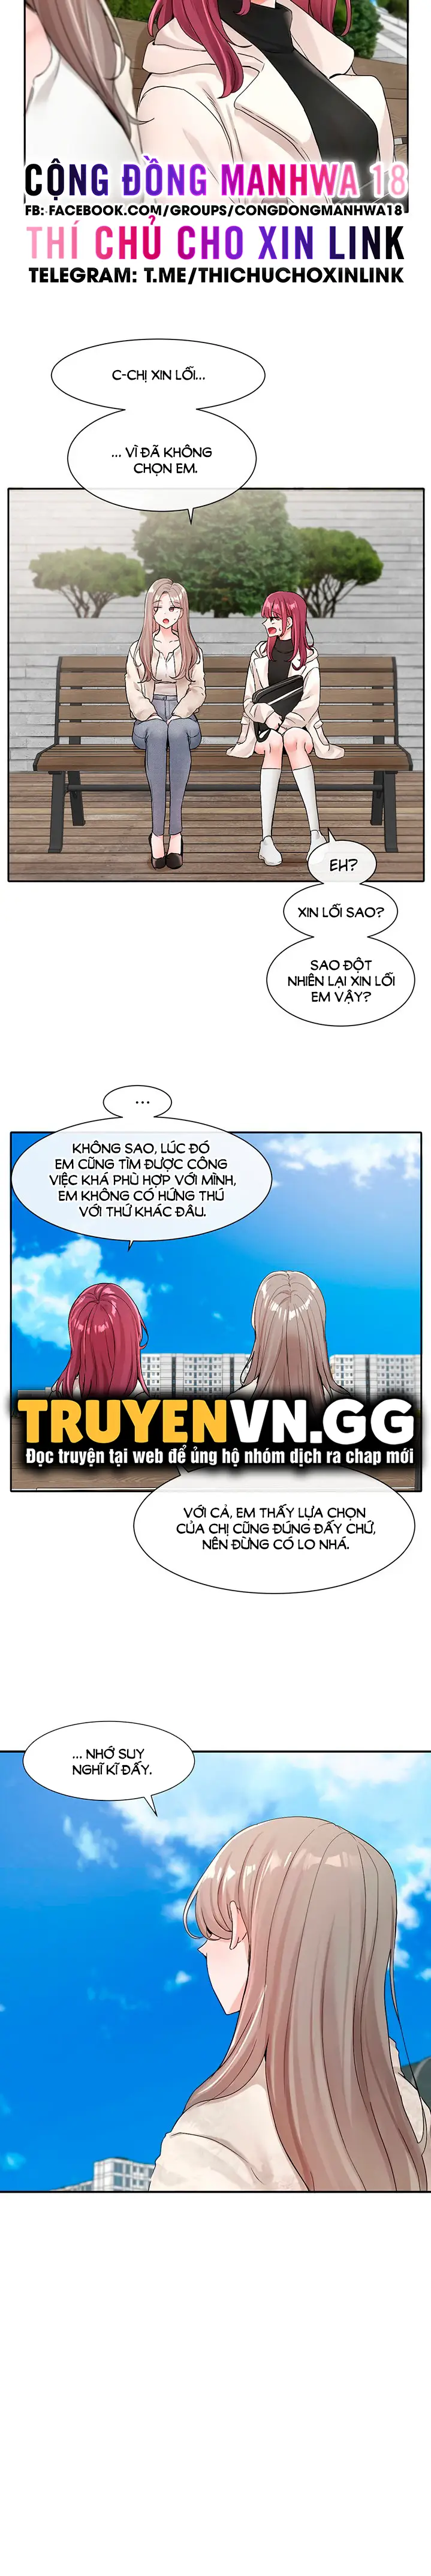 CỘNG ĐỒNG MANHWA 18
FB: FACEBOOK.COM/GROUPS/CONGDONGMANHWA18
THÍ CHỦ CHO XIN LINK
TELEGRAM: T.ME/THICHUCHOXINLINK
C-CHỊ XIN LỖI...
... VÌ ĐÃ KHÔNG
CHỌN EM.
EH?
XIN LỖI SAO?
SAO ĐỘT
NHIÊN LẠI XIN LỖI
EM VẬY?
...
KHÔNG SAO, LÚC ĐÓ
EM CŨNG TÌM ĐƯỢC CÔNG
VIỆC KHÁ PHÙ HỢP VỚI MÌNH,
EM KHÔNG CÓ HỨNG THÚ
VỚI THỨ KHÁC ĐÂU.
TRUYENVN.GG
Đọc truyện tại web để ủng hộ nhóm dịch ra chap mới
VỚI CẢ, EM THẤY LỰA CHỌN
CỦA CHỊ CŨNG ĐÚNG ĐẤY CHỨ,
NÊN ĐỪNG CÓ LO NHÁ.
... NHỚ SUY
NGHĨ KĨ ĐẤY.